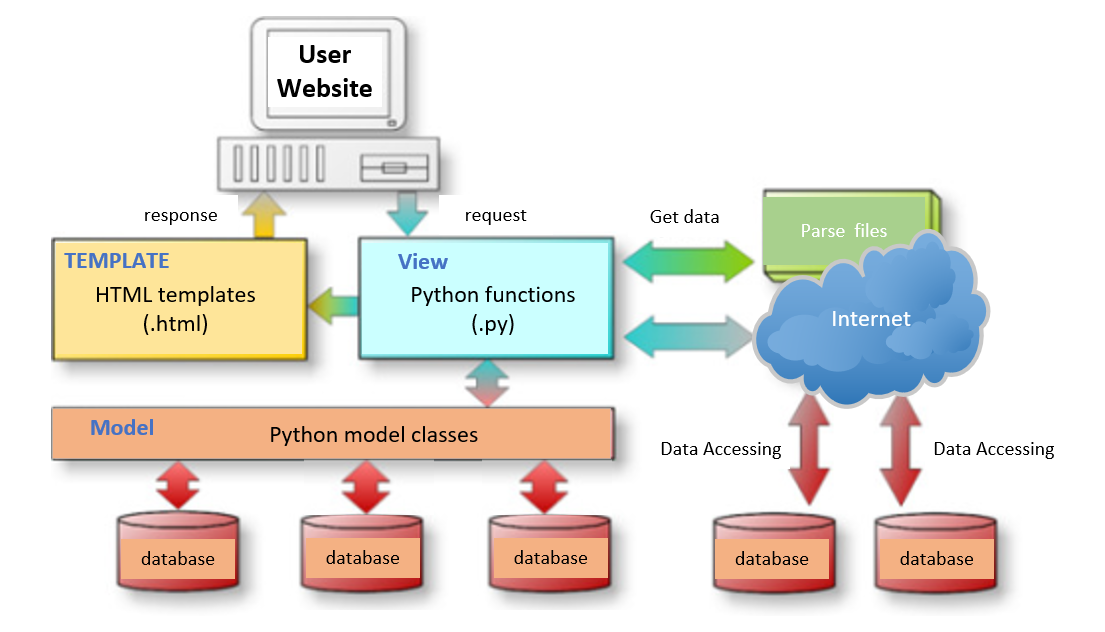 User
Website
response
request
Get data
Parse files
TEMPLATE
HTML templates
(.html)
View
Python functions
(.py)
Internet
Model
Python model classes
Data Accessing
Data Accessing
database
database
database
database
database